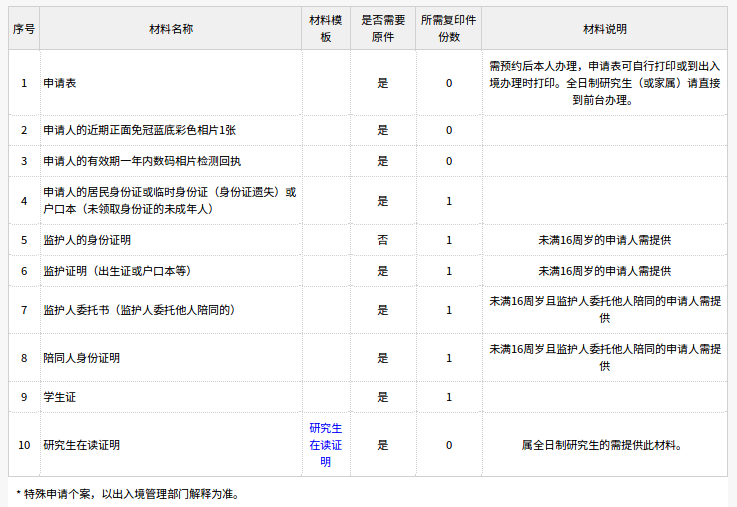 序号 材料名称 材料模板 是否需要原件 所需复印件份数 材料说明
1 申请表 是 0 需预约后本人办理，申请表可自行打印或到出入境办理时打印。全日制研究生（或家属）请直接到前台办理。
2 申请人的近期正面免冠蓝底彩色相片1张 是 0
3 申请人的有效期一年内数码相片检测回执 是 0
4 申请人的居民身份证或临时身份证（身份证遗失）或户口本（未领取身份证的未成年人） 是 1
5 监护人的身份证明 否 1 未满16周岁的申请人需提供
6 监护证明（出生证或户口本等） 是 1 未满16周岁的申请人需提供
7 监护人委托书（监护人委托他人陪同的） 是 1 未满16周岁且监护人委托他人陪同的申请人需提供
8 陪同人身份证明 是 1 未满16周岁且监护人委托他人陪同的申请人需提供
9 学生证 是 1
10 研究生在读证明 研究生在读证明 是 0 属全日制研究生的需提供此材料。
* 特殊申请个案，以出入境管理部门解释为准。